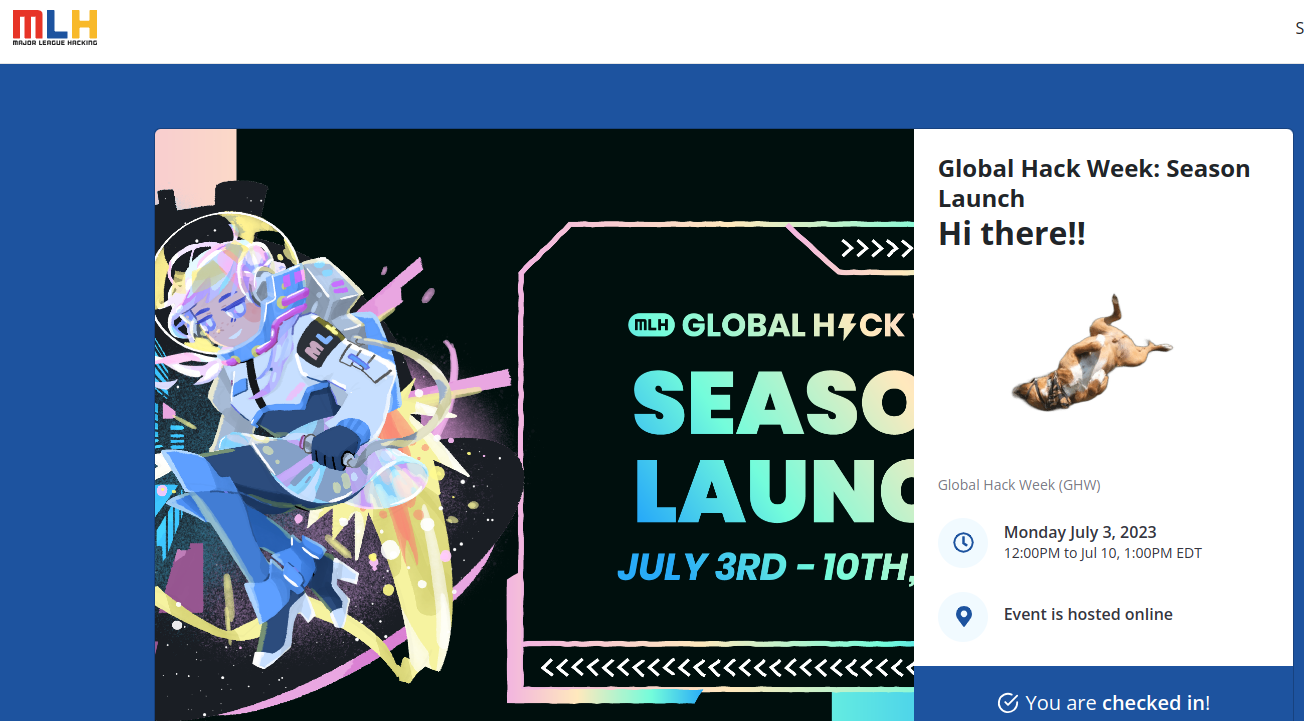 MLH
MAJOR LEAGUE HACKING
S
MLH GLOBAL HCK
SEASO
LAUNC
JULY 3RD - 10TH,
ML
Global Hack Week: Season
Launch
Hi there!!
Global Hack Week (GHW)
Monday July 3, 2023
12:00PM to Jul 10, 1:00PM EDT
Event is hosted online
You are checked in!